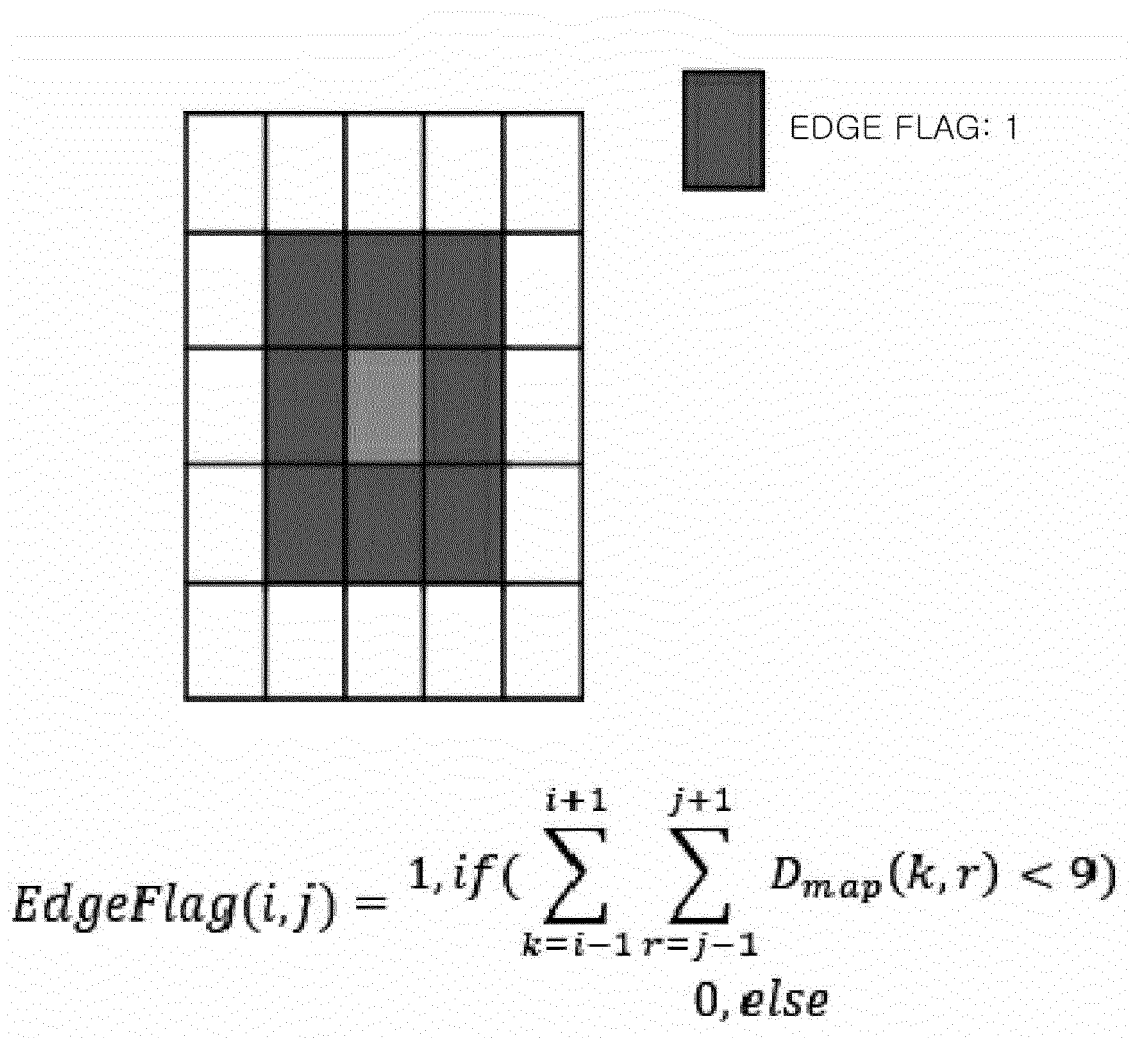 EDGE FLAG: 1
i+1 j+1
EdgeFlag(i,j) = 1, if( ∑ ∑ D_map(k,r) < 9)
k=i−1 r=j−1
0, else